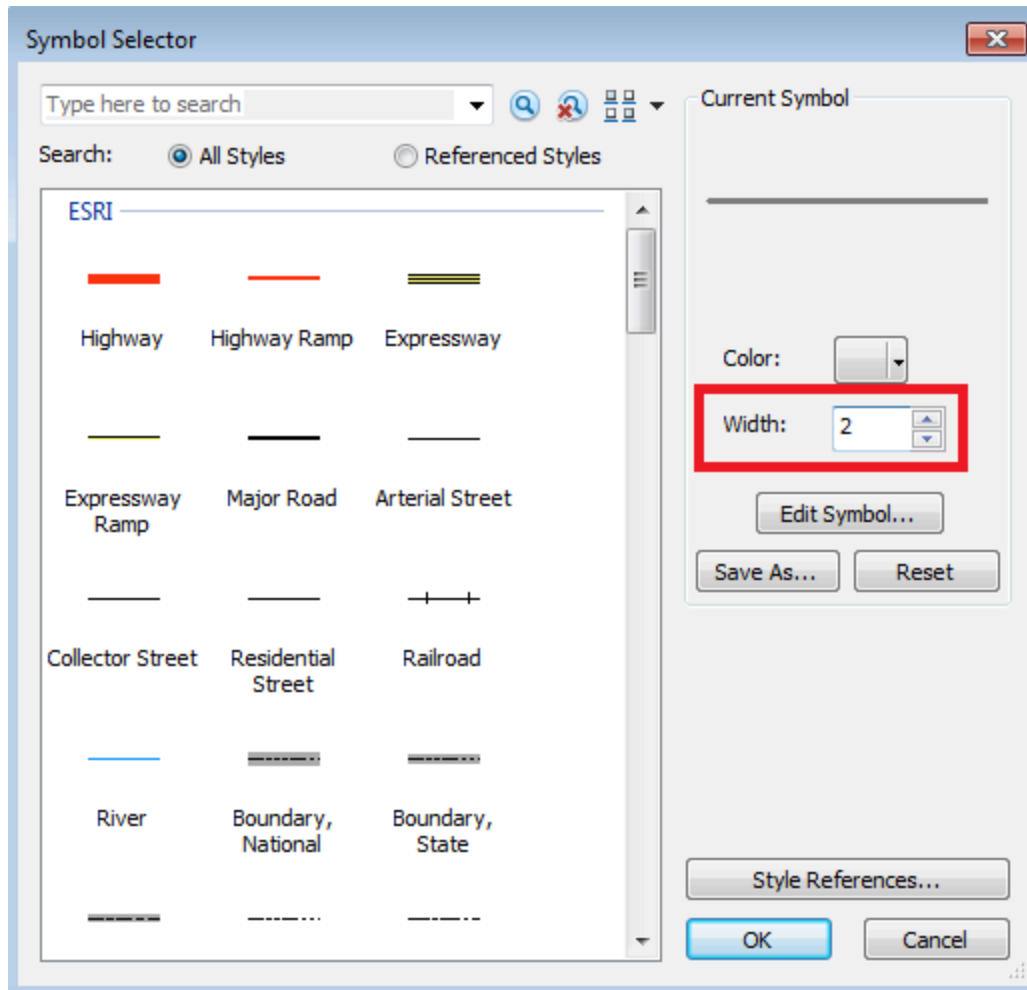 Symbol Selector
Type here to search
Search: All Styles Referenced Styles
ESRI
Highway Highway Ramp Expressway
Expressway Major Road Arterial Street
Ramp
Collector Street Residential Railroad
Street
River Boundary, Boundary,
National State
Current Symbol
Color:
Width: 2
Edit Symbol...
Save As... Reset
Style References...
OK Cancel